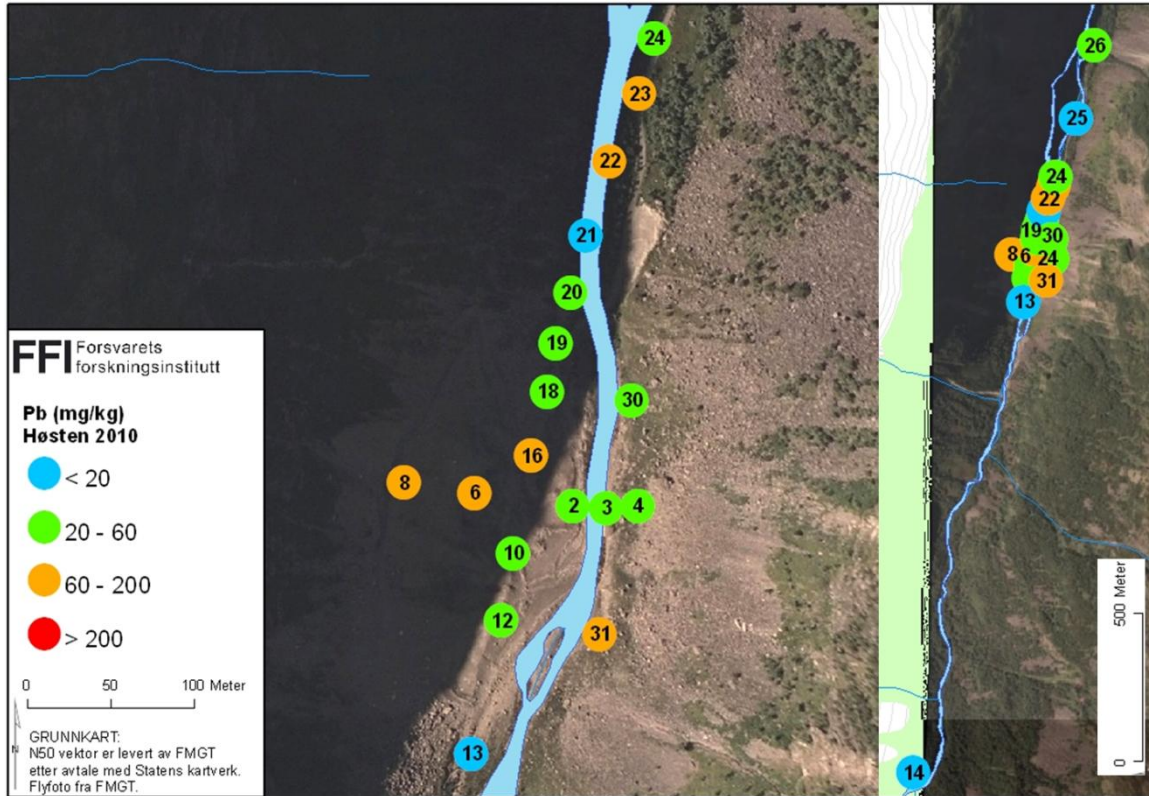 FFI Forsvarets
forskningsinstitutt
Pb (mg/kg)
Høsten 2010
< 20
20 - 60
60 - 200
> 200
0 50 100 Meter
N
GRUNNKART:
N50 vektor er levert av FMGT
etter avtale med Statens kartverk.
Flyfoto fra FMGT.
24
23
22
21
20
19
18
30
16
8
6
2
3
4
10
12
31
13
26
25
24
22
19
30
8
6
24
31
13
14
0 500 Meter